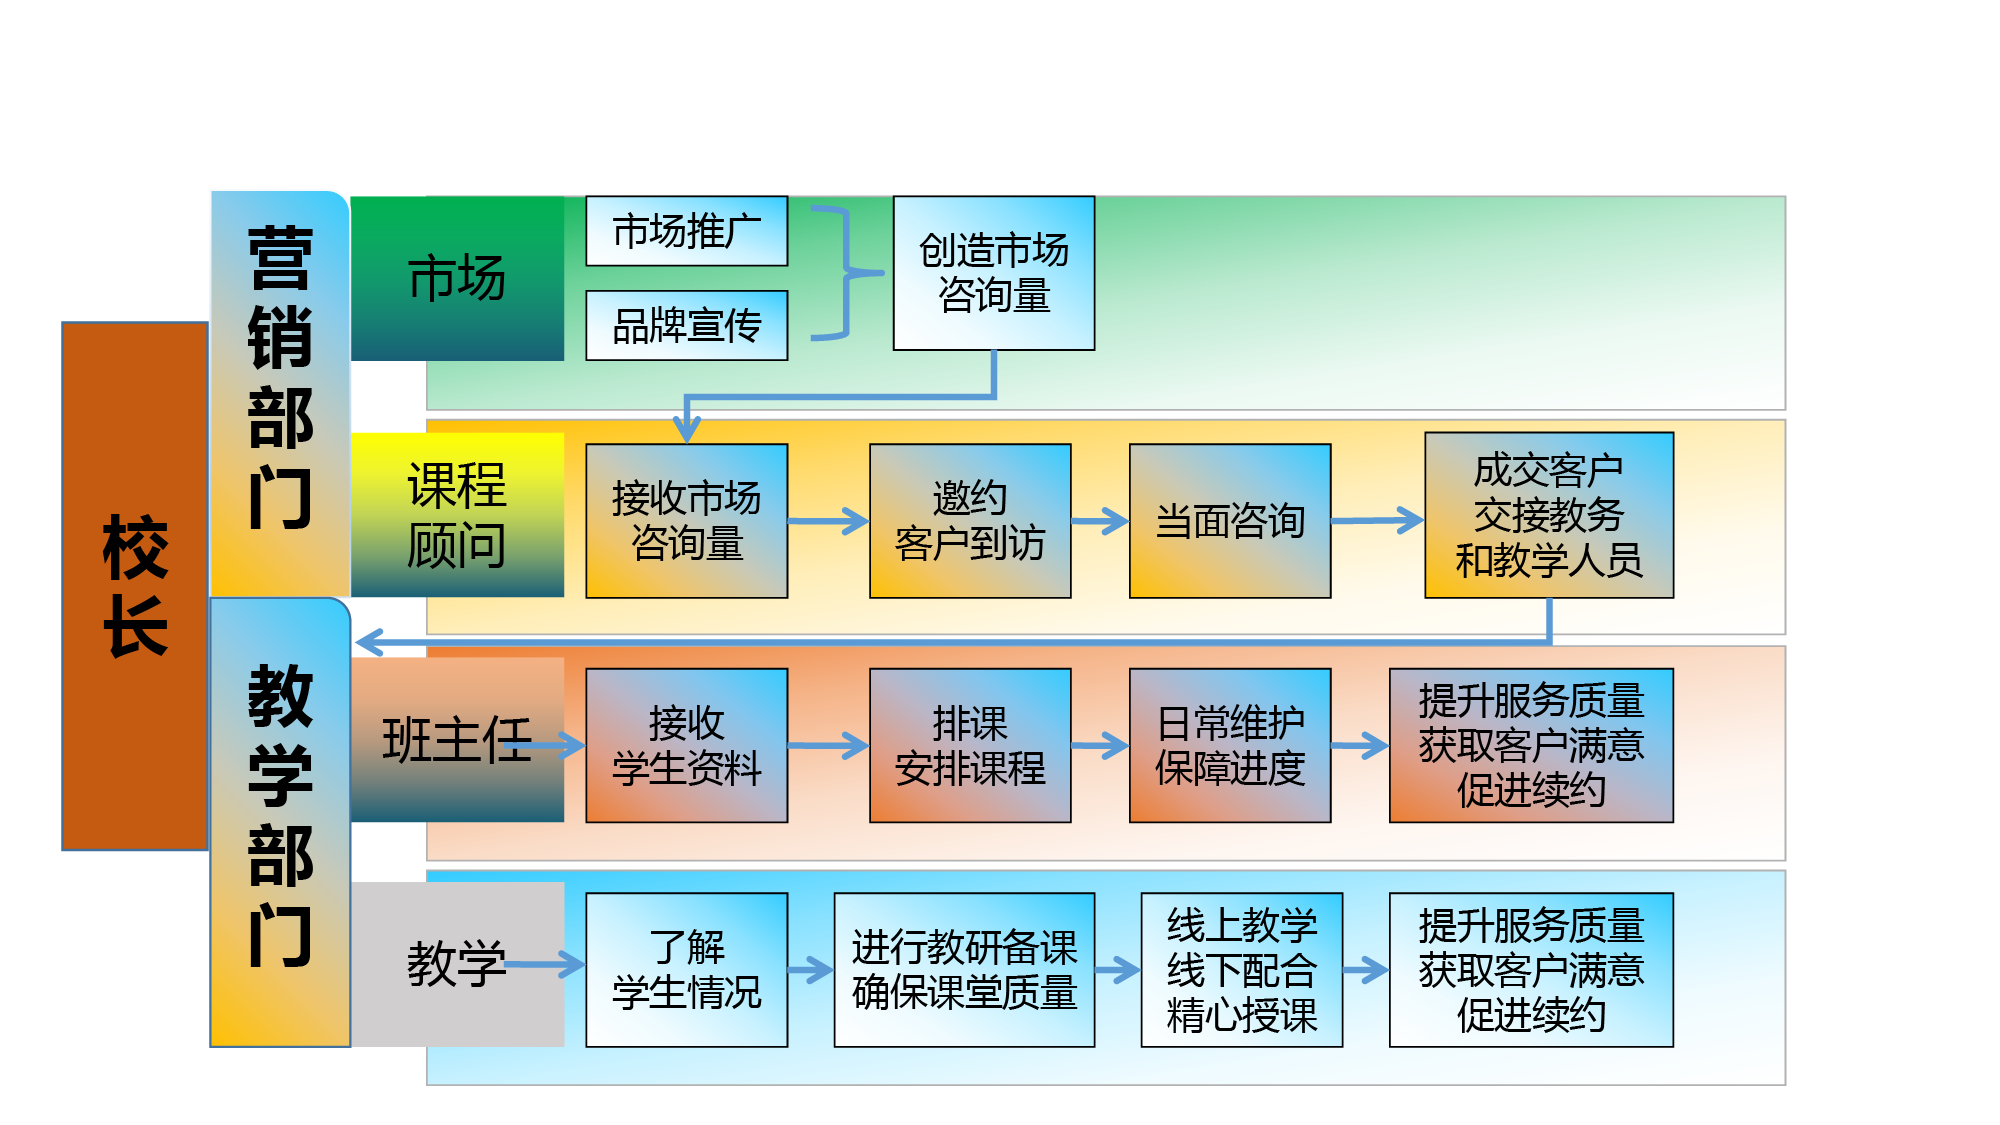 校
长
营
销
部
门
市场
市场推广
品牌宣传
创造市场
咨询量
课程
顾问
接收市场
咨询量
邀约
客户到访
当面咨询
成交客户
交接教务
和教学人员
教
学
部
门
班主任
接收
学生资料
排课
安排课程
日常维护
保障进度
提升服务质量
获取客户满意
促进续约
教学
了解
学生情况
进行教研备课
确保课堂质量
线上教学
线下配合
精心授课
提升服务质量
获取客户满意
促进续约